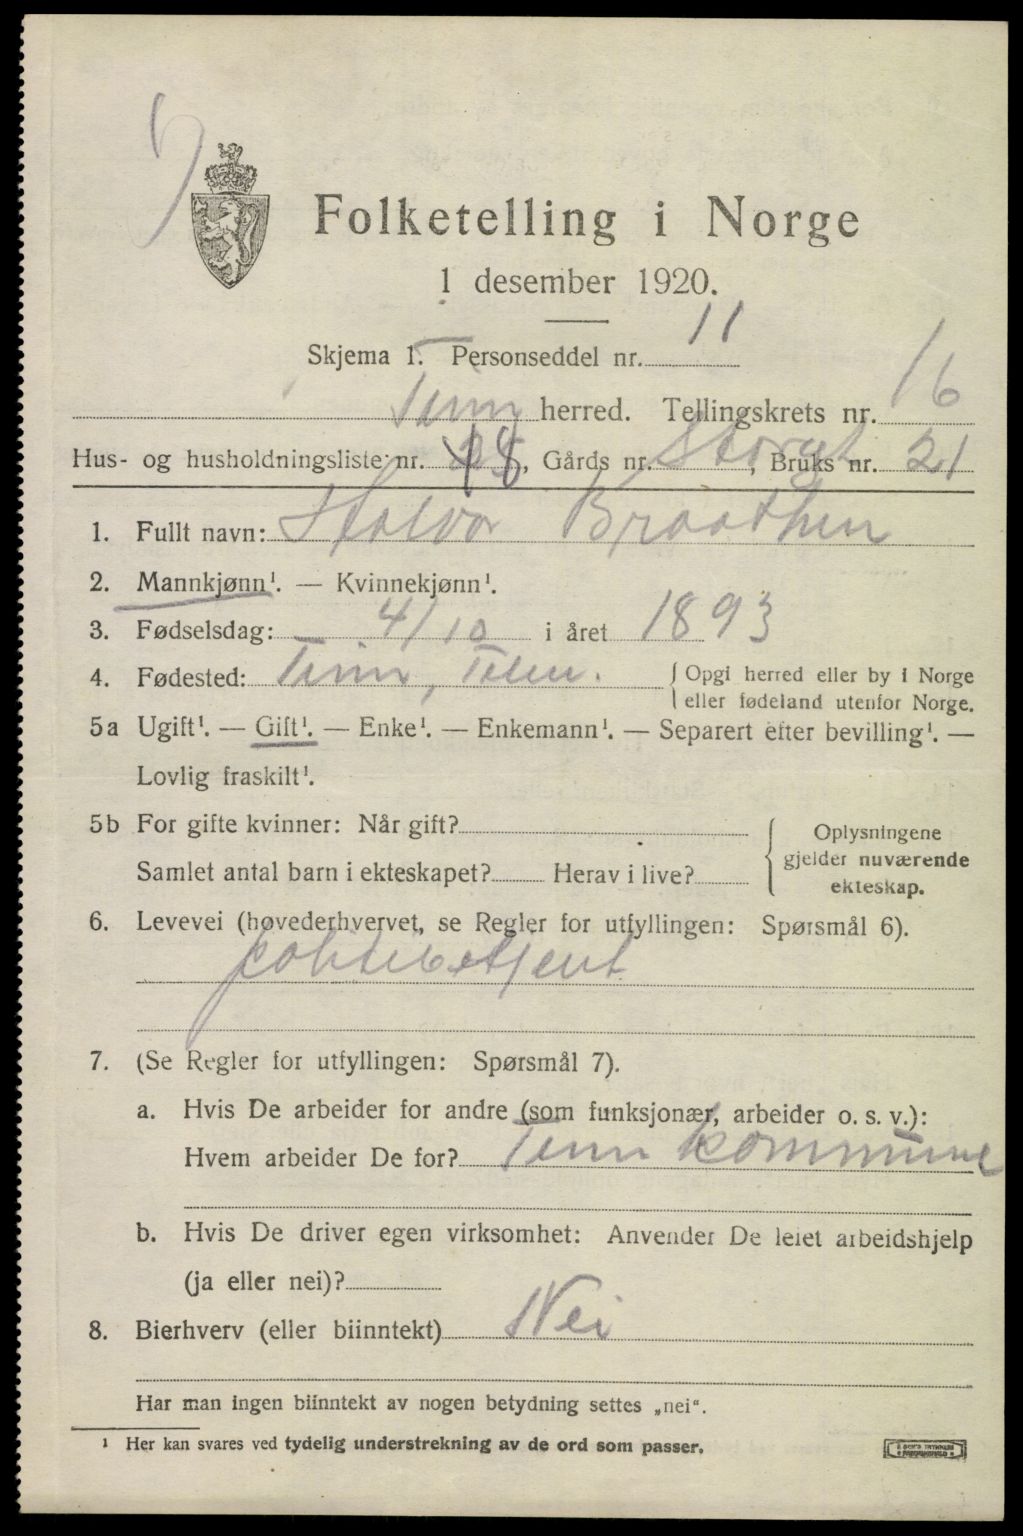 Folketelling i Norge
1 desember 1920.
Skjema 1. Personseddel nr. 11
Tinn herred. Tellingskrets nr. 16
Hus- og husholdningsliste nr. 18, Gårds nr. , Bruks nr. 21
1. Fullt navn: Halvor Braathen
2. Mannkjønn¹. — Kvinnekjønn¹.
3. Fødselsdag: 4/10 i året 1893
4. Fødested: Tinn, Telem. { Opgi herred eller by i Norge
eller fødeland utenfor Norge.
5a Ugift¹. — Gift¹. — Enke¹. — Enkemann¹. — Separert efter bevilling¹. —
Lovlig fraskilt¹.
5b For gifte kvinner: Når gift?
Samlet antal barn i ekteskapet? Herav i live?
Oplysningene
gjelder nuværende
ekteskap.
6. Levevei (høvederhvervet, se Regler for utfyllingen: Spørsmål 6).
politibetjent
7. (Se Regler for utfyllingen: Spørsmål 7).
a. Hvis De arbeider for andre (som funksjonær, arbeider o. s. v.):
Hvem arbeider De for? Tinn kommune
b. Hvis De driver egen virksomhet: Anvender De leiet arbeidshjelp
(ja eller nei)?
8. Bierhverv (eller biinntekt) Nei
Har man ingen biinntekt av nogen betydning settes „nei".
¹ Her kan svares ved tydelig understrekning av de ord som passer.